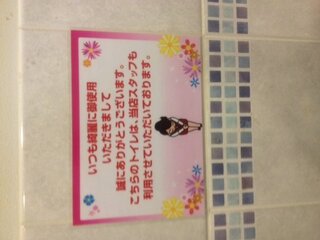 いつも綺麗に御使用
いただきまして
誠にありがとうございます。
こちらのトイレは、当店スタッフも
利用させていただいております。